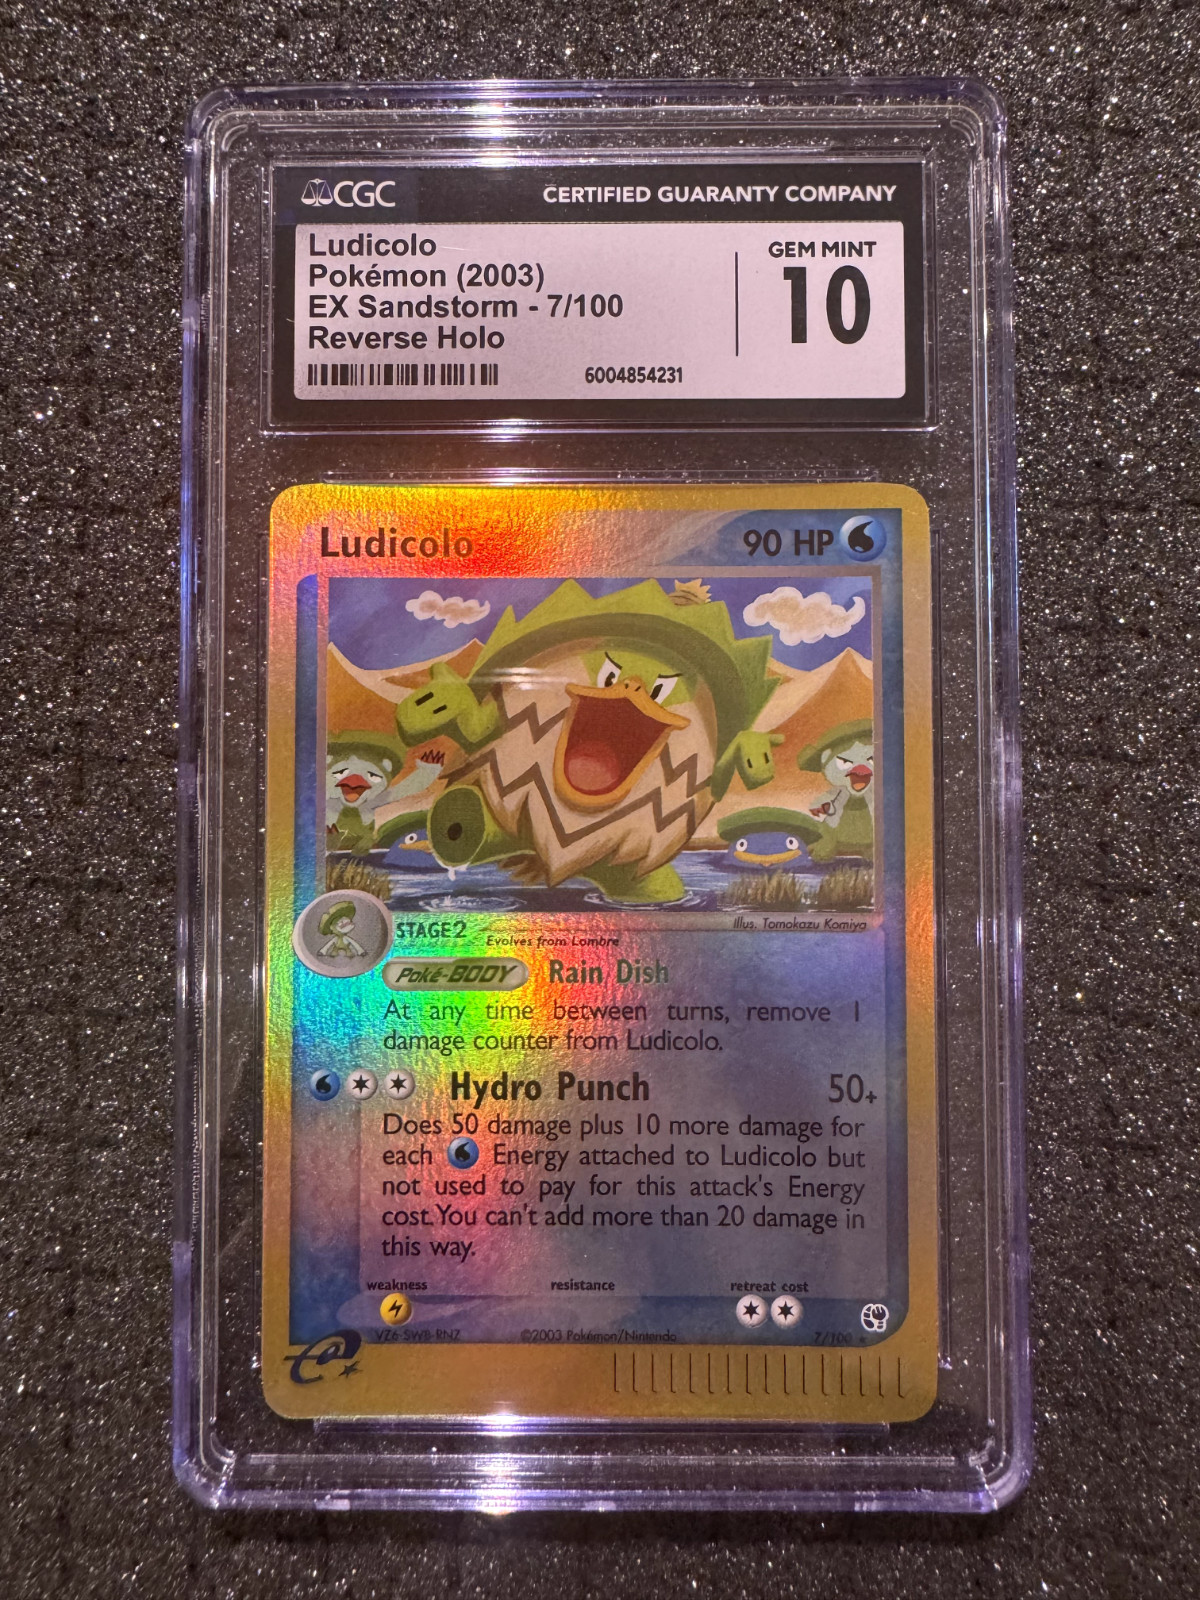 CGC CERTIFIED GUARANTY COMPANY
Ludicolo
Pokémon (2003)
EX Sandstorm - 7/100
Reverse Holo
6004854231
GEM MINT
10
Ludicolo 90 HP
Illus. Tomokazu Komiya
STAGE2 Evolves from Lombre
Poké-BODY Rain Dish
At any time between turns, remove 1
damage counter from Ludicolo.
Hydro Punch 50+
Does 50 damage plus 10 more damage for
each Energy attached to Ludicolo but
not used to pay for this attack's Energy
cost. You can't add more than 20 damage in
this way.
weakness resistance retreat cost
VZ6-SWB-RNZ ©2003 Pokémon/Nintendo 7/100
e